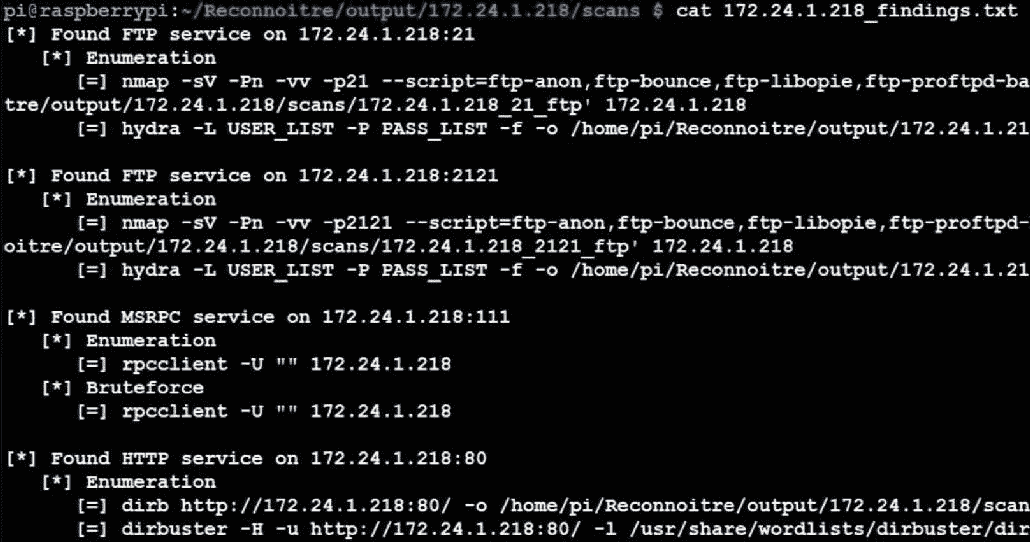 pi@raspberrypi:~/Reconnoitre/output/172.24.1.218/scans $ cat 172.24.1.218_findings.txt
[*] Found FTP service on 172.24.1.218:21
[*] Enumeration
[=] nmap -sV -Pn -vv -p21 --script=ftp-anon,ftp-bounce,ftp-libopie,ftp-proftpd-ba
tre/output/172.24.1.218/scans/172.24.1.218_21_ftp' 172.24.1.218
[=] hydra -L USER_LIST -P PASS_LIST -f -o /home/pi/Reconnoitre/output/172.24.1.21
[*] Found FTP service on 172.24.1.218:2121
[*] Enumeration
[=] nmap -sV -Pn -vv -p2121 --script=ftp-anon,ftp-bounce,ftp-libopie,ftp-proftpd-
oitre/output/172.24.1.218/scans/172.24.1.218_2121_ftp' 172.24.1.218
[=] hydra -L USER_LIST -P PASS_LIST -f -o /home/pi/Reconnoitre/output/172.24.1.21
[*] Found MSRPC service on 172.24.1.218:111
[*] Enumeration
[=] rpcclient -U "" 172.24.1.218
[*] Bruteforce
[=] rpcclient -U "" 172.24.1.218
[*] Found HTTP service on 172.24.1.218:80
[*] Enumeration
[=] dirb http://172.24.1.218:80/ -o /home/pi/Reconnoitre/output/172.24.1.218/scan
[=] dirbuster -H -u http://172.24.1.218:80/ -l /usr/share/wordlists/dirbuster/dir